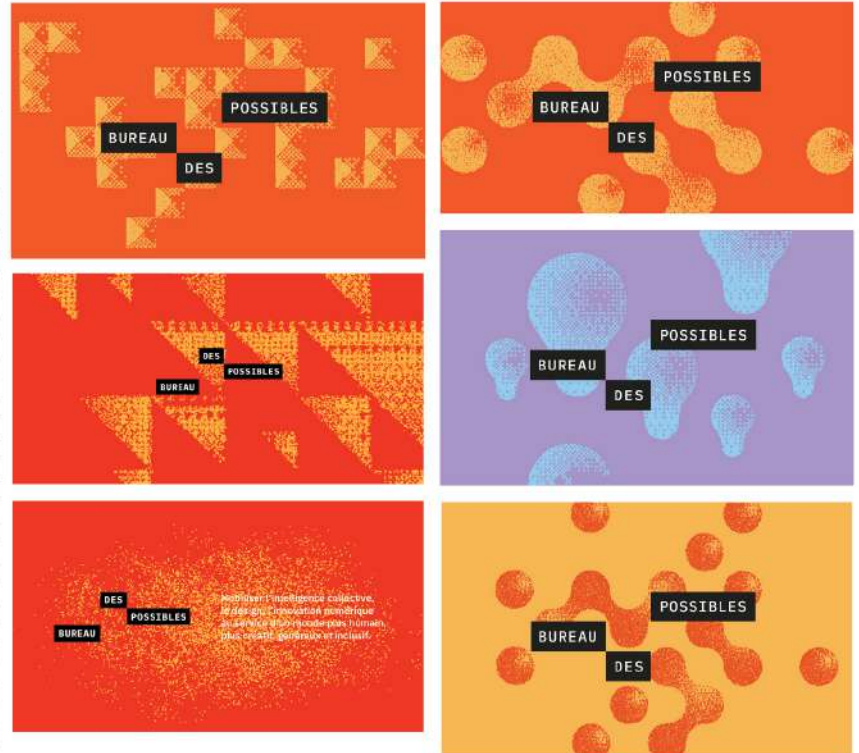 BUREAU
DES
POSSIBLES
BUREAU
DES
POSSIBLES
DES
POSSIBLES
BUREAU
BUREAU
DES
POSSIBLES
DES
POSSIBLES
BUREAU
Mobiliser l'intelligence collective,
le design, l'innovation numérique
au service d'un monde plus humain,
plus créatif, généreux et inclusif.
BUREAU
DES
POSSIBLES